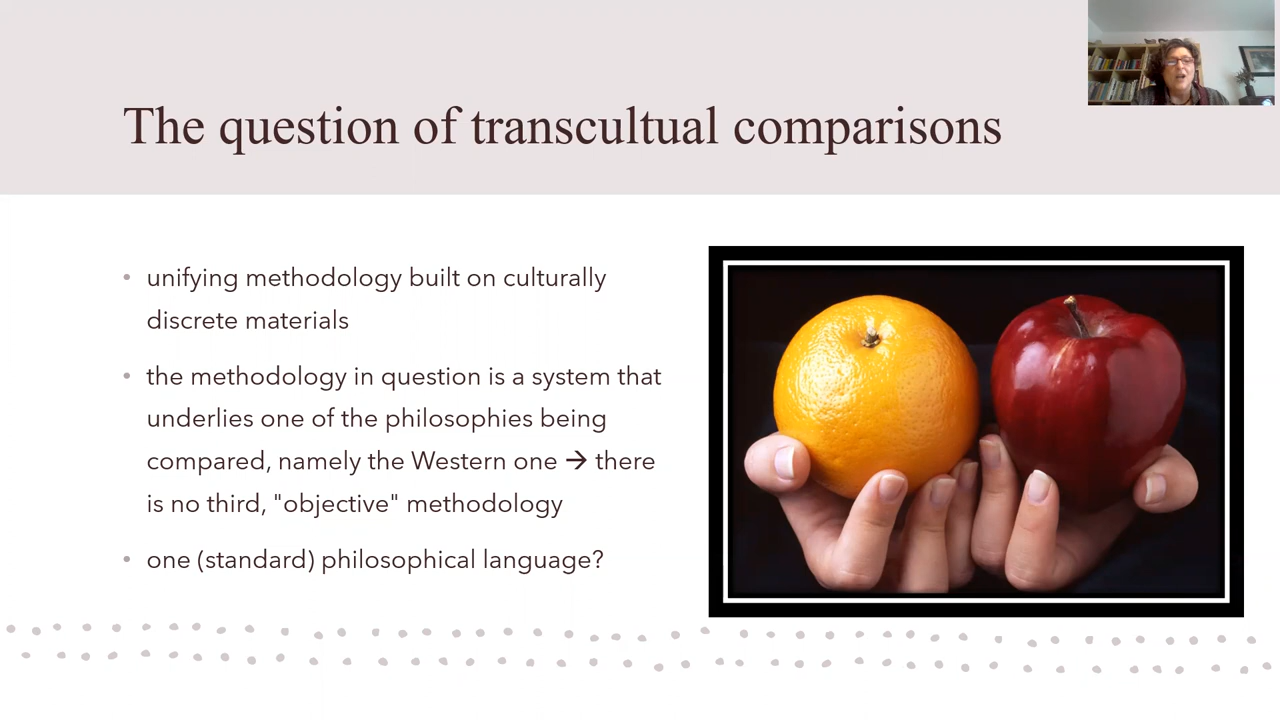 The question of transcultual comparisons
• unifying methodology built on culturally
discrete materials
• the methodology in question is a system that
underlies one of the philosophies being
compared, namely the Western one → there
is no third, "objective" methodology
• one (standard) philosophical language?